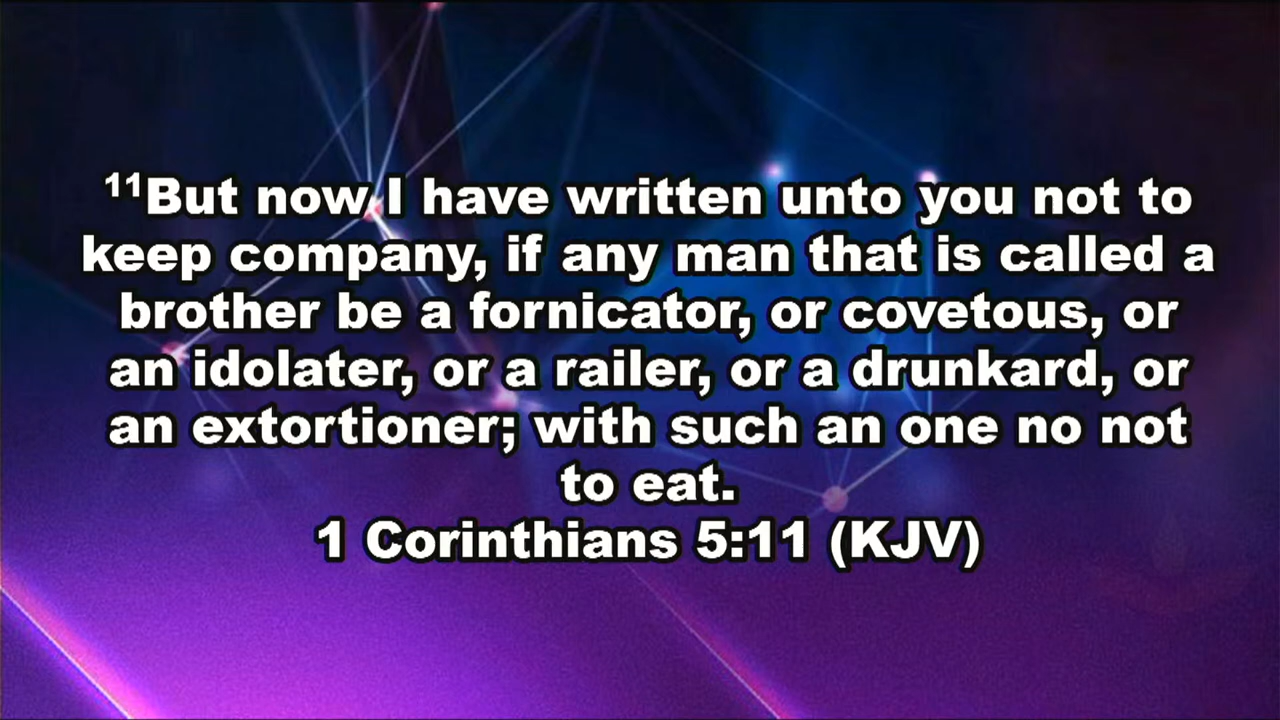 ¹¹But now I have written unto you not to
keep company, if any man that is called a
brother be a fornicator, or covetous, or
an idolater, or a railer, or a drunkard, or
an extortioner; with such an one no not
to eat.
1 Corinthians 5:11 (KJV)